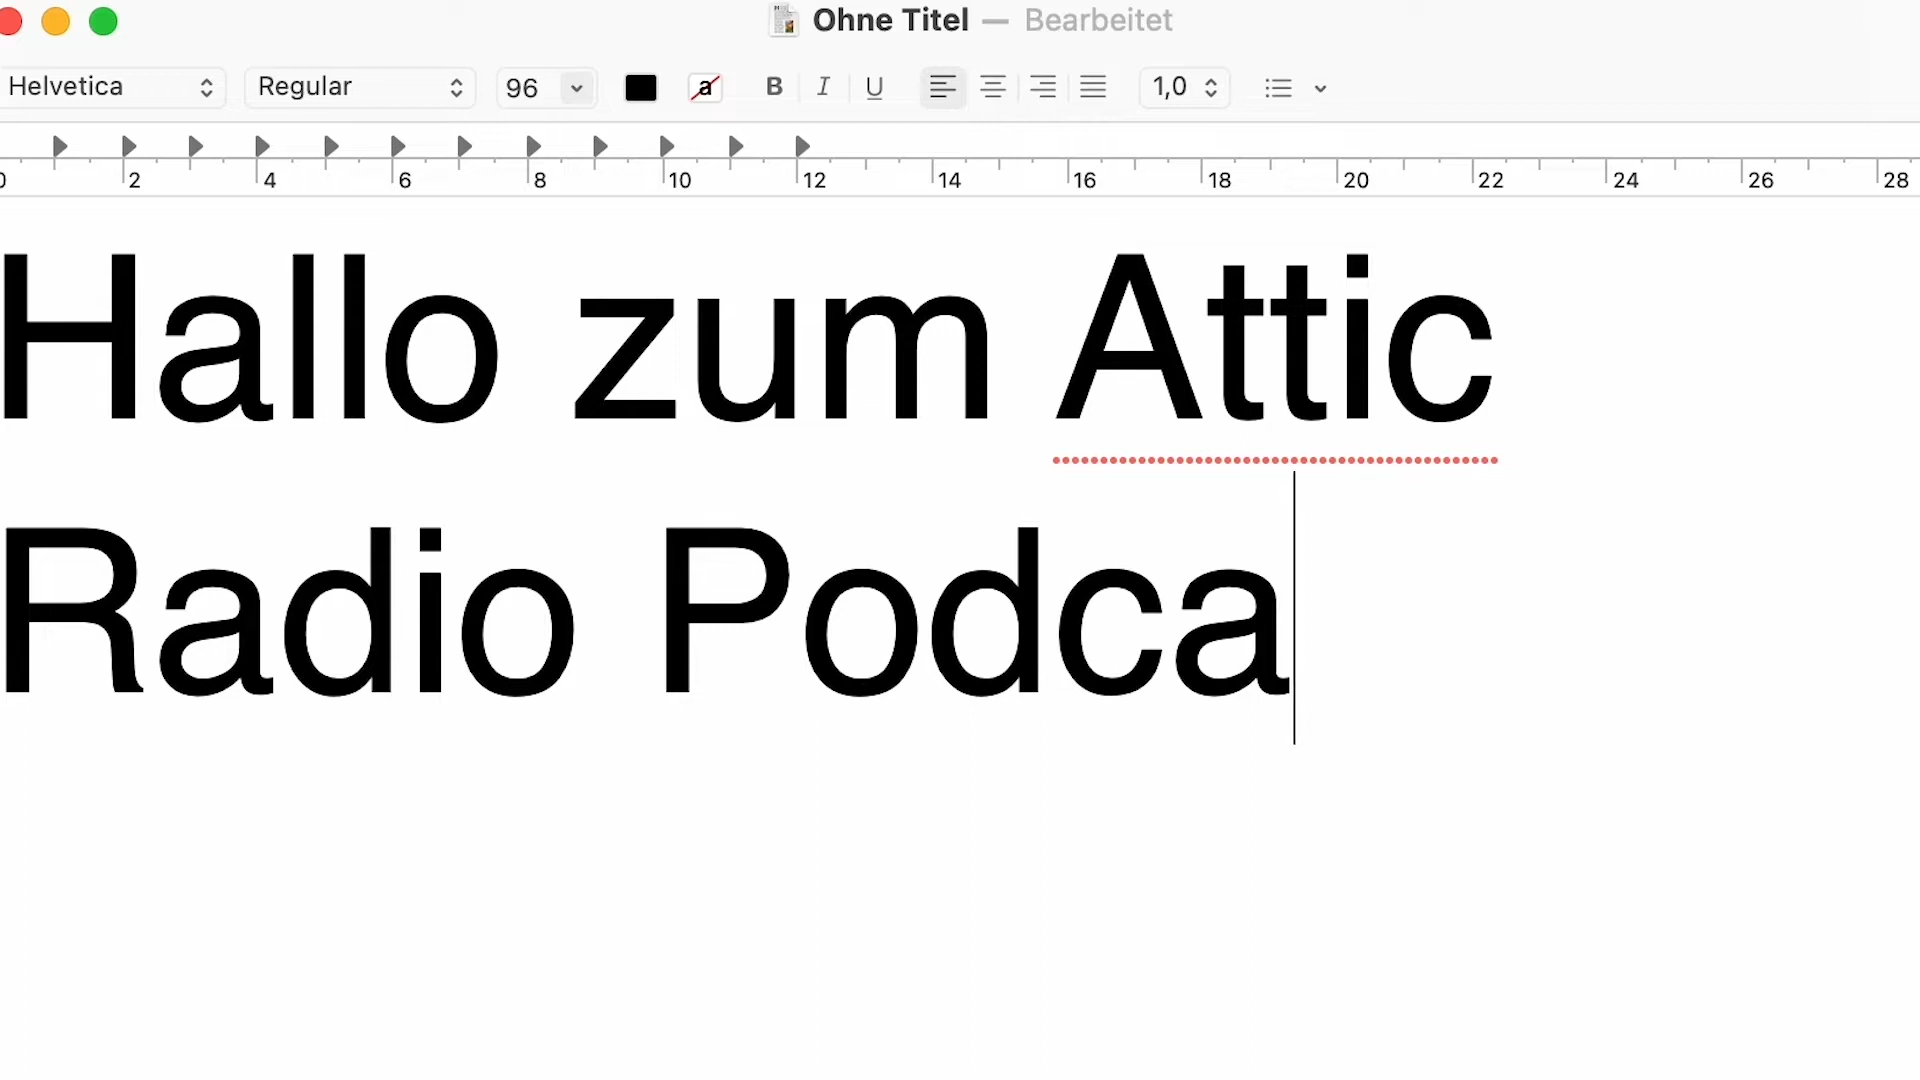 Ohne Titel — Bearbeitet
Helvetica Regular 96 a B I U 1,0
0 2 4 6 8 10 12 14 16 18 20 22 24 26 28
Hallo zum Attic
Radio Podca